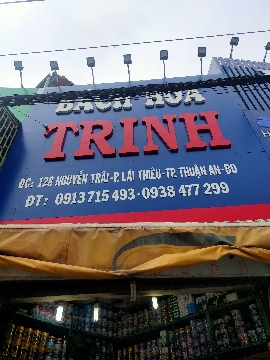 BÁCH HÓA
TRINH
ĐC: 128 NGUYỄN TRÃI-P. LÁI THIÊU-TP. THUẬN AN-BD
ĐT: 0913 715 493-0938 477 299